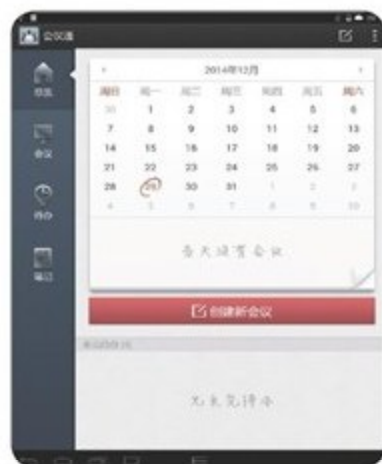 会议通
2014年12月
周日 周一 周二 周三 周四 周五 周六
30 1 2 3 4 5 6
7 8 9 10 11 12 13
14 15 16 17 18 19 20
21 22 23 24 25 26 27
28 29 30 31 1 2 3
4 5 6 7 8 9 10
会议
待办
笔记
今天没有会议
创建新会议